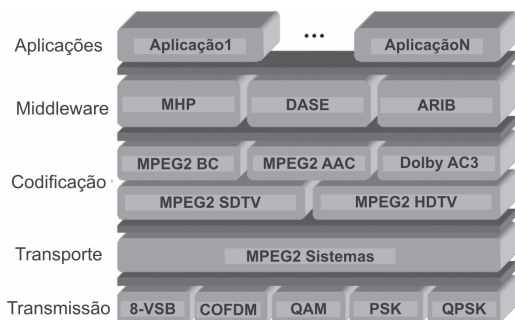 Aplicações Aplicação1 ... AplicaçãoN
Middleware MHP DASE ARIB
MPEG2 BC MPEG2 AAC Dolby AC3
Codificação
MPEG2 SDTV MPEG2 HDTV
Transporte MPEG2 Sistemas
Transmissão 8-VSB COFDM QAM PSK QPSK